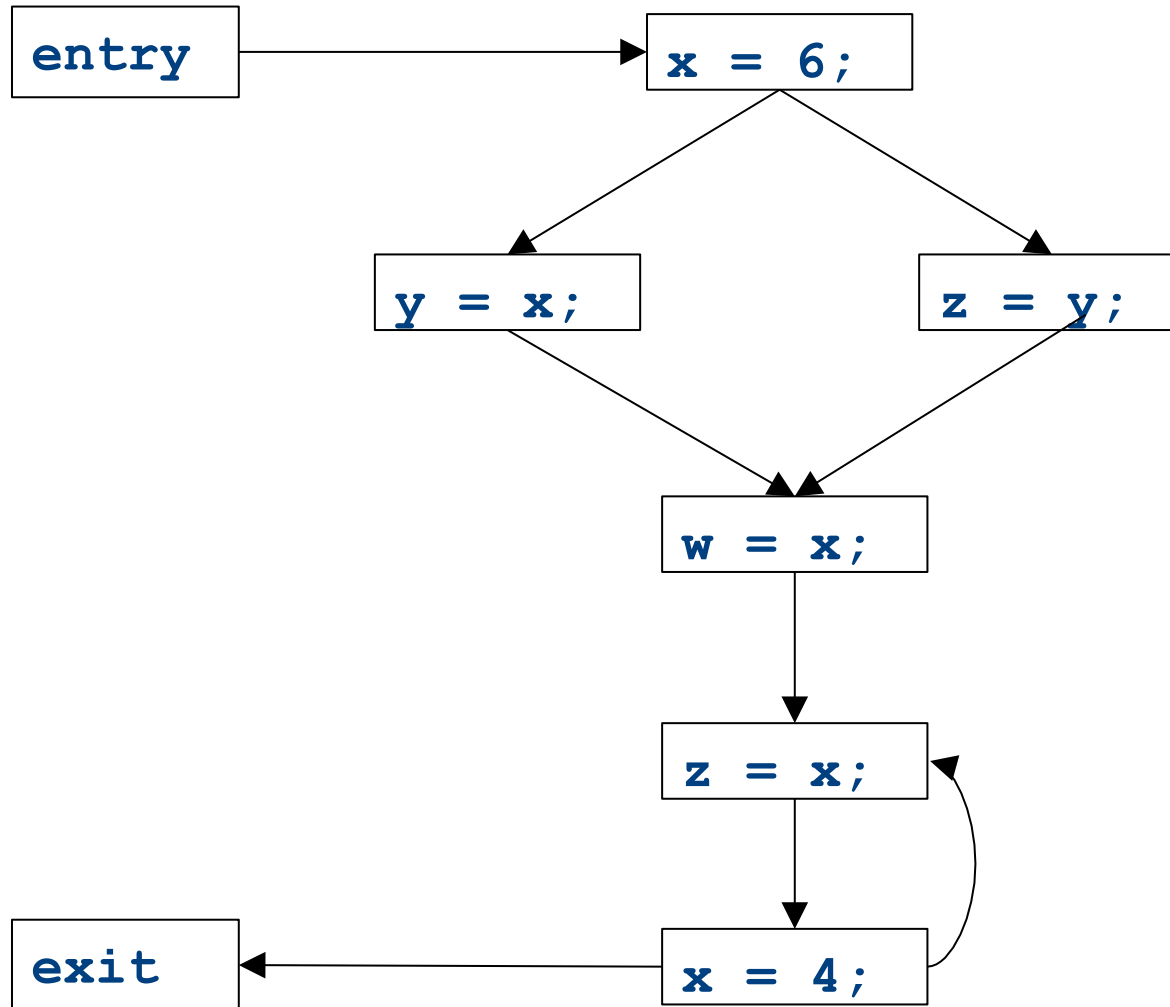 entry
x = 6;
y = x;
z = y;
w = x;
z = x;
x = 4;
exit